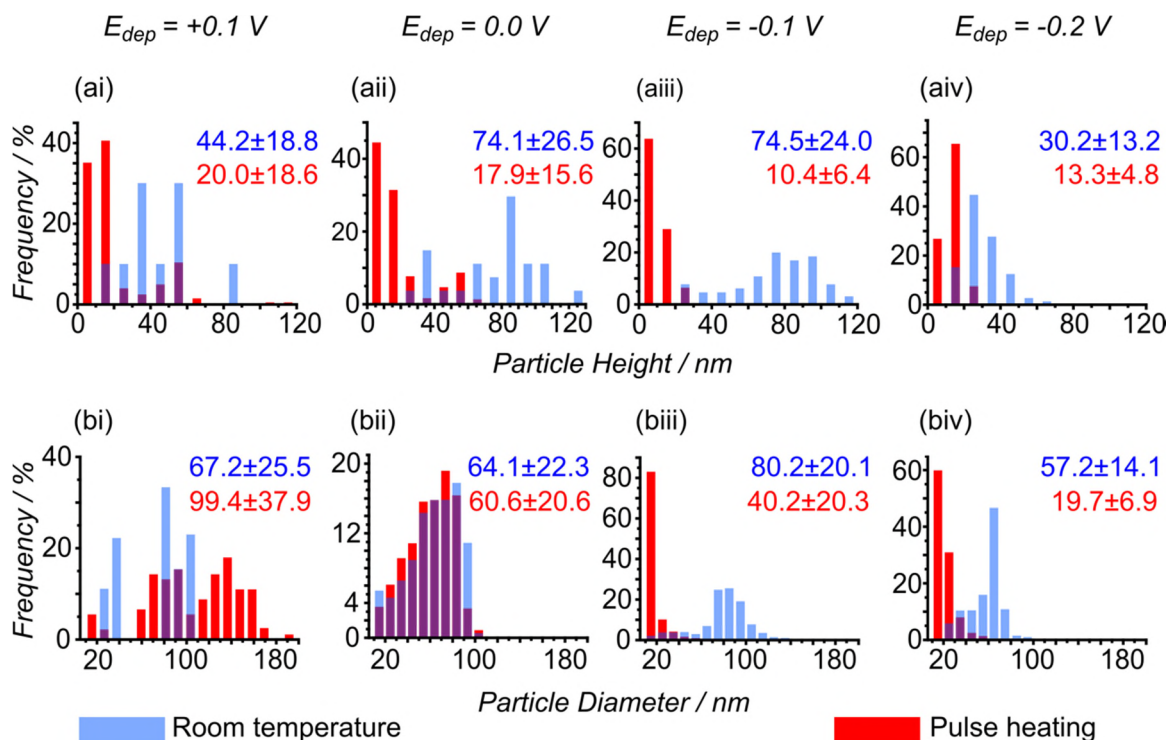 E_dep = +0.1 V E_dep = 0.0 V E_dep = -0.1 V E_dep = -0.2 V
(ai) (aii) (aiii) (aiv)
Frequency / %
40
20
0
44.2±18.8
20.0±18.6
0 40 80 120
40
20
0
74.1±26.5
17.9±15.6
0 40 80 120
60
40
20
0
74.5±24.0
10.4±6.4
0 40 80 120
60
40
20
0
30.2±13.2
13.3±4.8
0 40 80 120
Particle Height / nm
(bi) (bii) (biii) (biv)
Frequency / %
40
20
0
67.2±25.5
99.4±37.9
20 100 180
20
12
4
0
64.1±22.3
60.6±20.6
20 100 180
80
60
40
20
0
80.2±20.1
40.2±20.3
20 100 180
60
40
20
0
57.2±14.1
19.7±6.9
20 100 180
Particle Diameter / nm
Room temperature Pulse heating